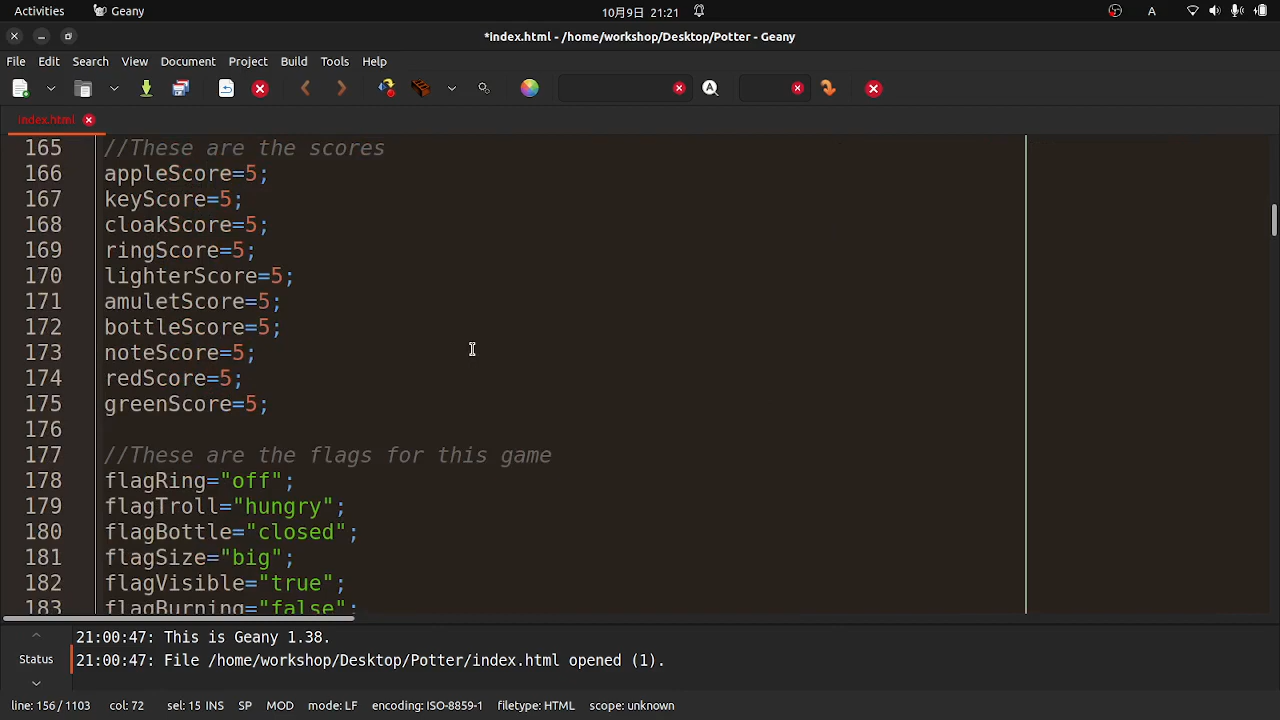 Activities Geany 10月9日 21:21 A
*index.html - /home/workshop/Desktop/Potter - Geany
File Edit Search View Document Project Build Tools Help
index.html
165 //These are the scores
166 appleScore=5;
167 keyScore=5;
168 cloakScore=5;
169 ringScore=5;
170 lighterScore=5;
171 amuletScore=5;
172 bottleScore=5;
173 noteScore=5;
174 redScore=5;
175 greenScore=5;
176
177 //These are the flags for this game
178 flagRing="off";
179 flagTroll="hungry";
180 flagBottle="closed";
181 flagSize="big";
182 flagVisible="true";
183 flagBurning="false";
21:00:47: This is Geany 1.38.
Status 21:00:47: File /home/workshop/Desktop/Potter/index.html opened (1).
line: 156 / 1103 col: 72 sel: 15 INS SP MOD mode: LF encoding: ISO-8859-1 filetype: HTML scope: unknown